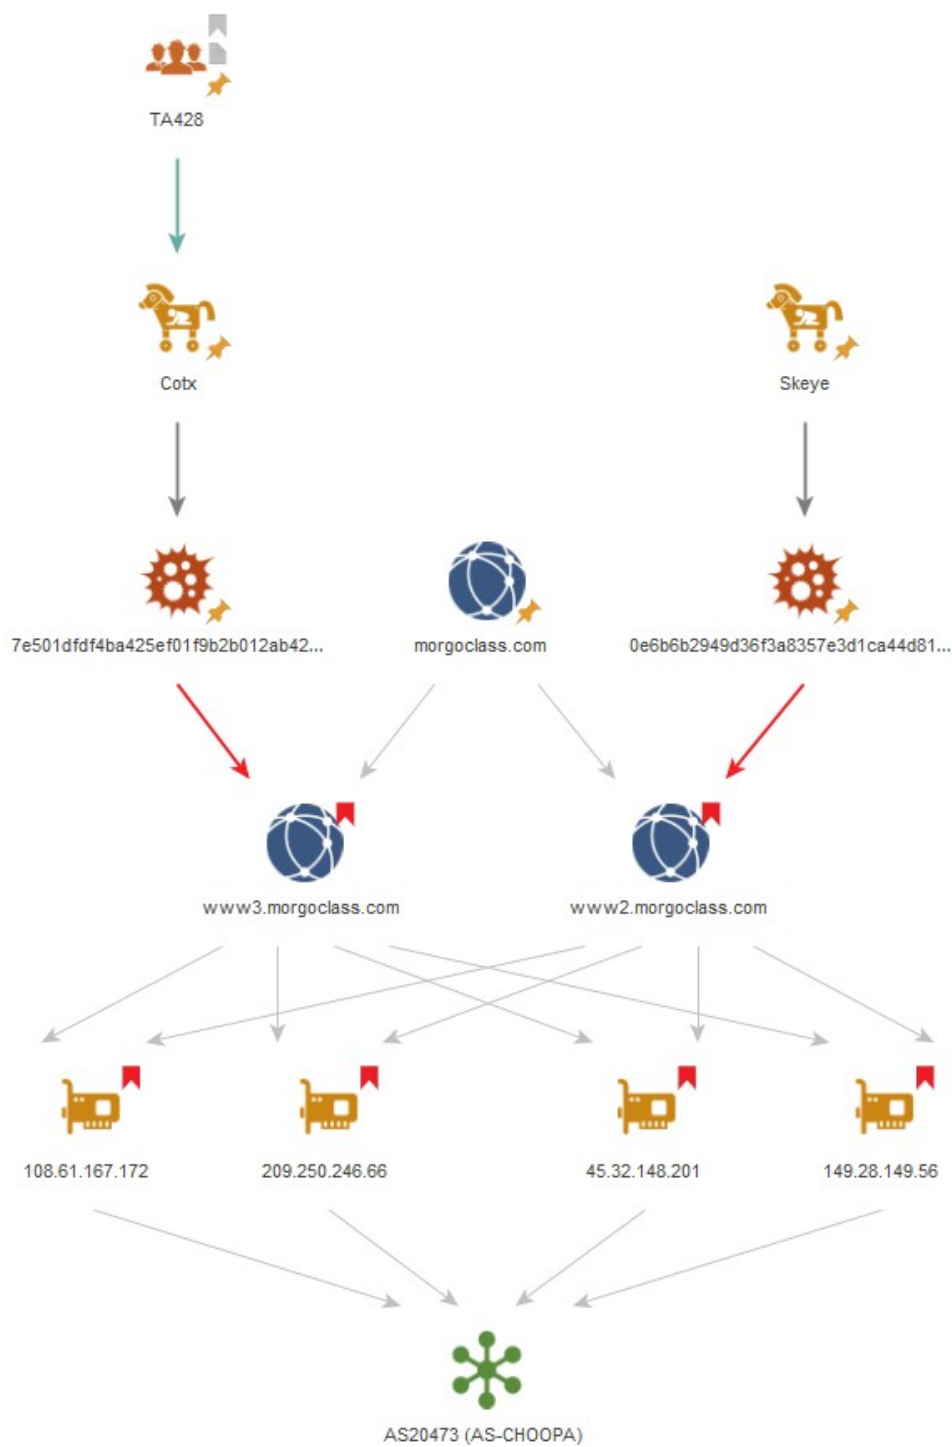 TA428
Cotx
Skeye
7e501dfdf4ba425ef01f9b2b012ab42...
morgoclass.com
0e6b6b2949d36f3a8357e3d1ca44d81...
www3.morgoclass.com
www2.morgoclass.com
108.61.167.172
209.250.246.66
45.32.148.201
149.28.149.56
AS20473 (AS-CHOOPA)